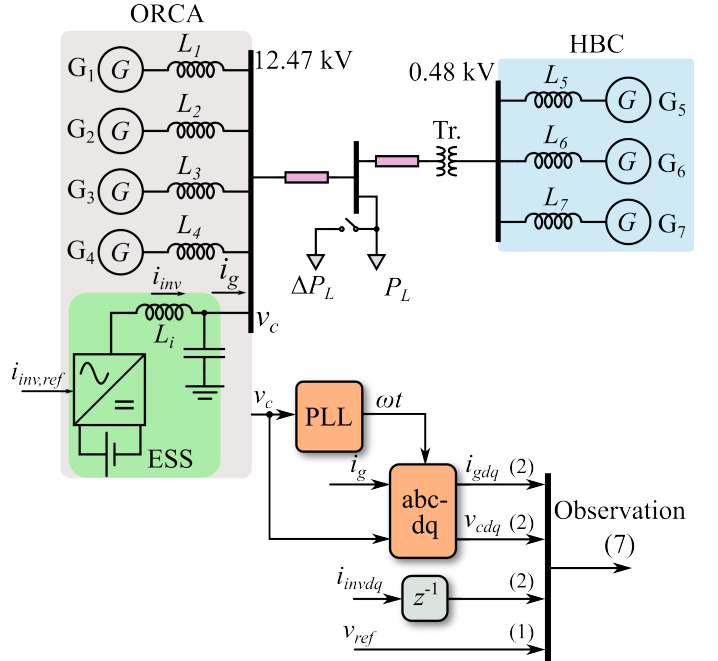 ORCA
HBC
G1 G L1
12.47 kV
0.48 kV
L5 G G5
G2 G L2
Tr.
L6 G G6
G3 G L3
L7 G G7
G4 G L4
ΔPL
PL
iinv
ig
vc
Li
iinv,ref
ESS
vc
PLL
ωt
ig
abc-
dq
igdq (2)
vcdq (2)
Observation
(7)
iinvdq
z-1
(2)
vref
(1)